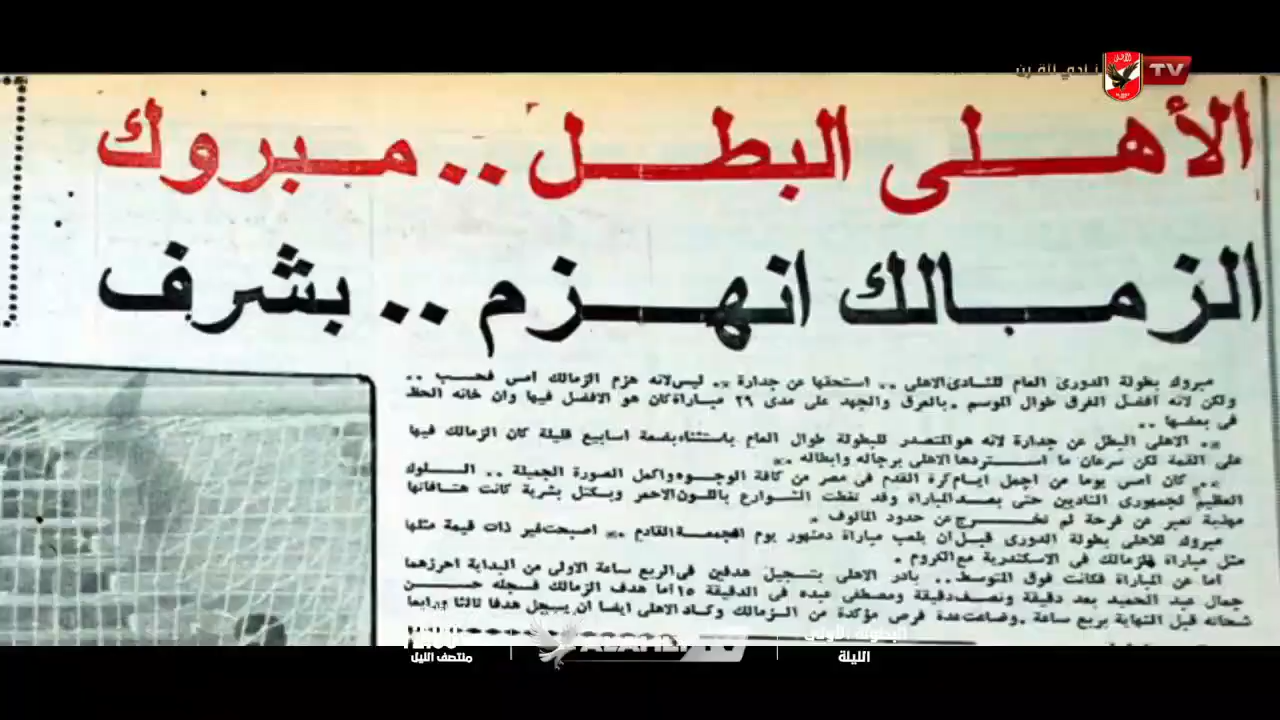 نادي القرن
TV
الأهلى البطل .. مبروك
الزمالك انهزم .. بشرف
مبروك بطولة الدورى العام للنادى الاهلى .. استحقها عن جدارة .. ليس لانه هزم الزمالك امس فحسب ..
ولكن لانه افضل الفرق طوال الموسم . بالعرق والجهد على مدى ٢٩ مباراة كان هو الافضل فيها وان خانه الحظ
فى بعضها ..
.. الاهلى البطل عن جدارة لانه هو المتصدر للبطولة طوال العام باستثناء بضعة اسابيع قليلة كان الزمالك فيها
على القمة لكن سرعان ما استردها الاهلى برجاله وابطاله ..
.. كان امس يوما من اجمل ايام كرة القدم فى مصر من كافة الوجوه واكمل الصورة الجميلة .. السلوك
العظيم لجمهورى الناديين حتى بعد المباراة وقد غطت الشوارع باللون الاحمر وبكتل بشرية كانت هتافاتها
مهذبة تعبر عن فرحة لم تخرج عن حدود المالوف .
مبروك للاهلى بطولة الدورى قبل ان يلعب مباراة دمنهور يوم الجمعة القادم .. اصبحت غير ذات قيمة مثلها
مثل مباراة الزمالك فى الاسكندرية مع الكروم .
اما عن المباراة فكانت فوق المتوسط .. بادر الاهلى بتسجيل هدفين فى الربع ساعة الاولى من البداية احرزهما
جمال عبد الحميد بعد دقيقة ونصف دقيقة ومصطفى عبده فى الدقيقة ١٥ اما هدف الزمالك فسجله حسن
شحاته قبل النهاية بربع ساعة . وضاعت عدة فرص مؤكدة من الزمالك وكاد الاهلى ايضا ان يسجل هدفا ثالثا ورابعا
البطولة الأولى
الليلة
ALAHLY TV
منتصف الليل